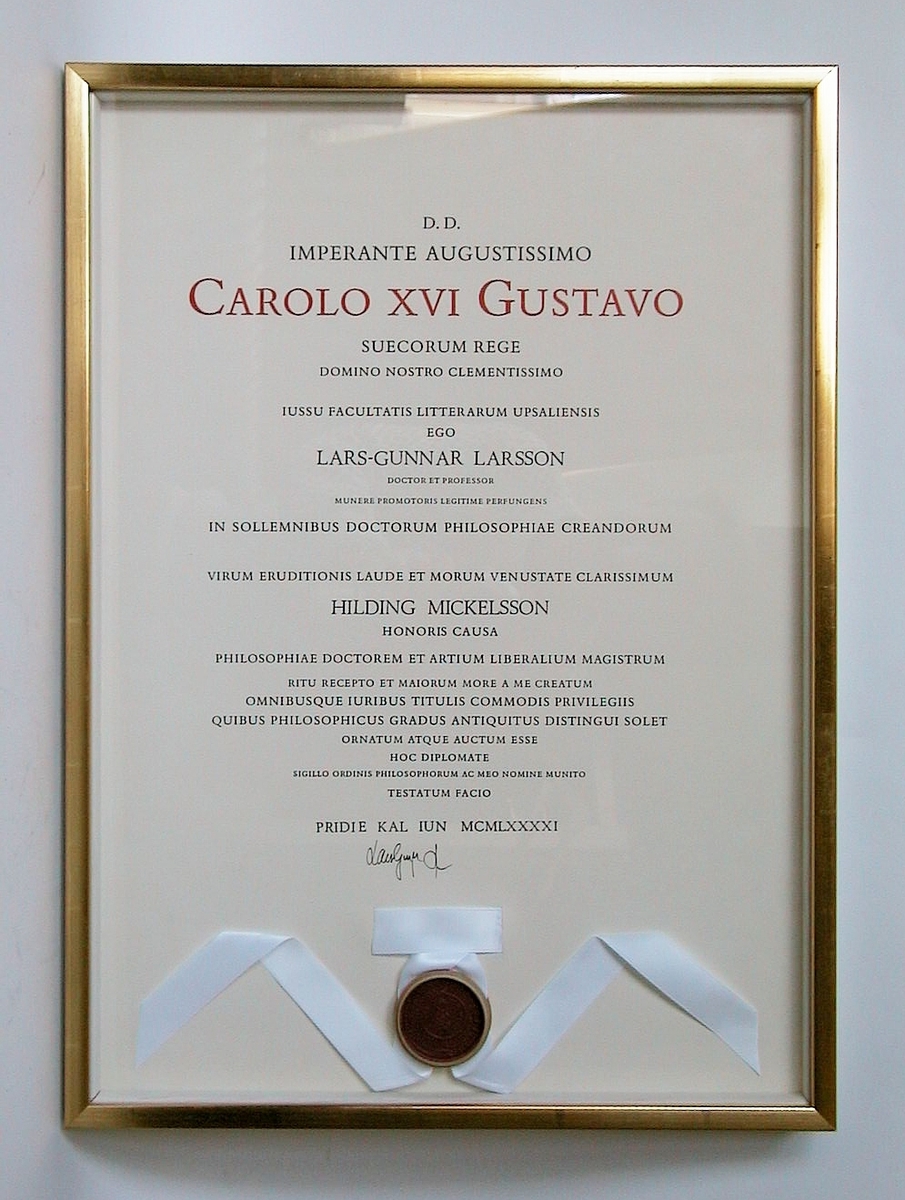 D. D.
IMPERANTE AUGUSTISSIMO
CAROLO XVI GUSTAVO
SUECORUM REGE
DOMINO NOSTRO CLEMENTISSIMO
IUSSU FACULTATIS LITTERARUM UPSALIENSIS
EGO
LARS-GUNNAR LARSSON
DOCTOR ET PROFESSOR
MUNERE PROMOTORIS LEGITIME PERFUNGENS
IN SOLLEMNIBUS DOCTORUM PHILOSOPHIAE CREANDORUM
VIRUM ERUDITIONIS LAUDE ET MORUM VENUSTATE CLARISSIMUM
HILDING MICKELSSON
HONORIS CAUSA
PHILOSOPHIAE DOCTOREM ET ARTIUM LIBERALIUM MAGISTRUM
RITU RECEPTO ET MAIORUM MORE A ME CREATUM
OMNIBUSQUE IURIBUS TITULIS COMMODIS PRIVILEGIIS
QUIBUS PHILOSOPHICUS GRADUS ANTIQUITUS DISTINGUI SOLET
ORNATUM ATQUE AUCTUM ESSE
HOC DIPLOMATE
SIGILLO ORDINIS PHILOSOPHORUM AC MEO NOMINE MUNITO
TESTATUM FACIO
PRIDIE KAL IUN MCMLXXXXI